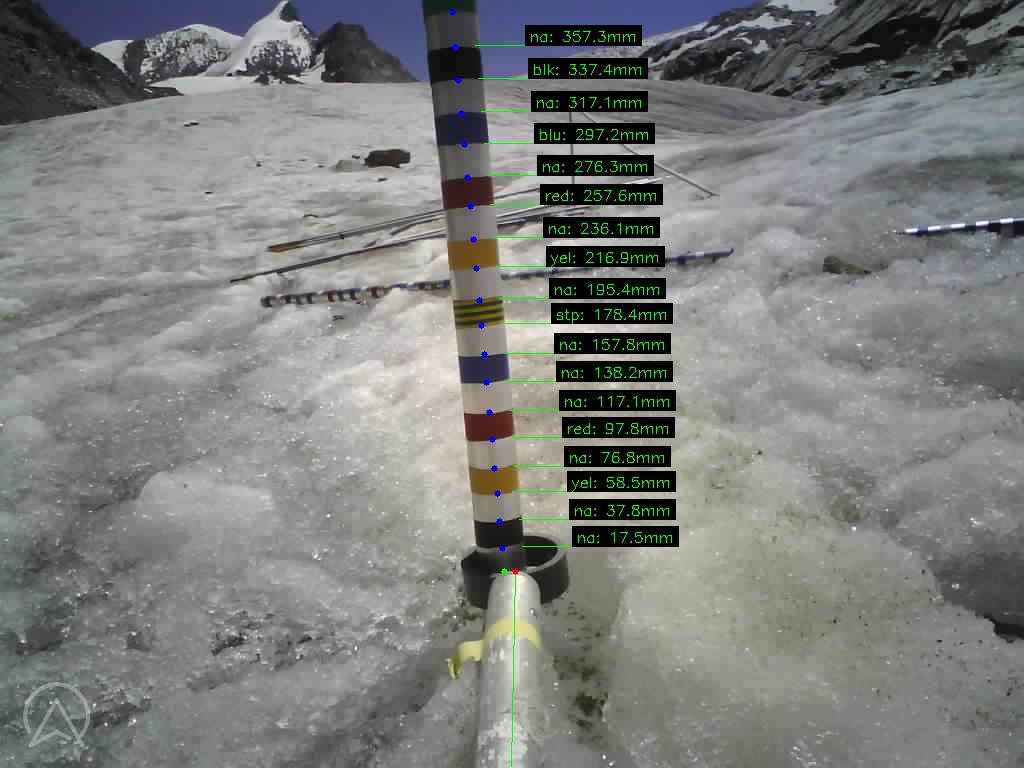 na: 357.3mm
blk: 337.4mm
na: 317.1mm
blu: 297.2mm
na: 276.3mm
red: 257.6mm
na: 236.1mm
yel: 216.9mm
na: 195.4mm
stp: 178.4mm
na: 157.8mm
na: 138.2mm
na: 117.1mm
red: 97.8mm
na: 76.8mm
yel: 58.5mm
na: 37.8mm
na: 17.5mm